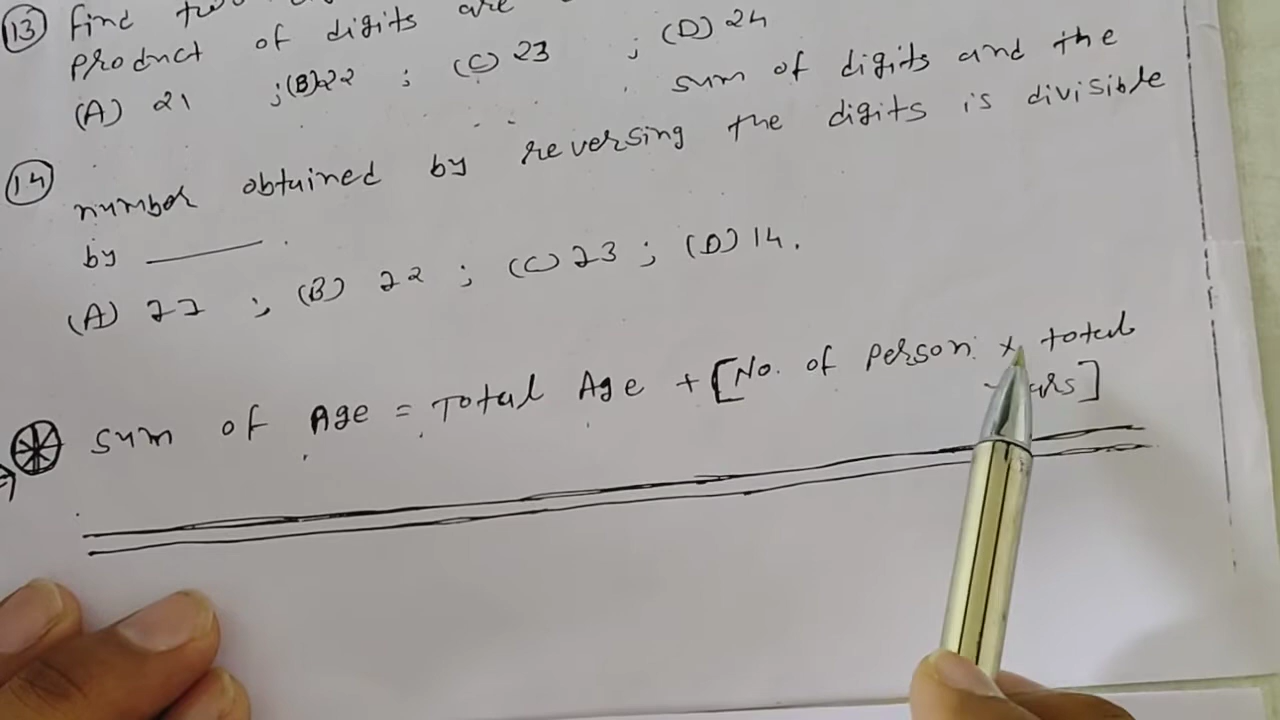 (13) Find
product of digits are
(A) 21 ; (B) 22 ; (C) 23 ; (D) 24
(14) sum of digits and the
number obtained by reversing the digits is divisible
by ______.
(A) 27 ; (B) 22 ; (C) 23 ; (D) 14.
sum of Age = Total Age + [No. of person × total
]